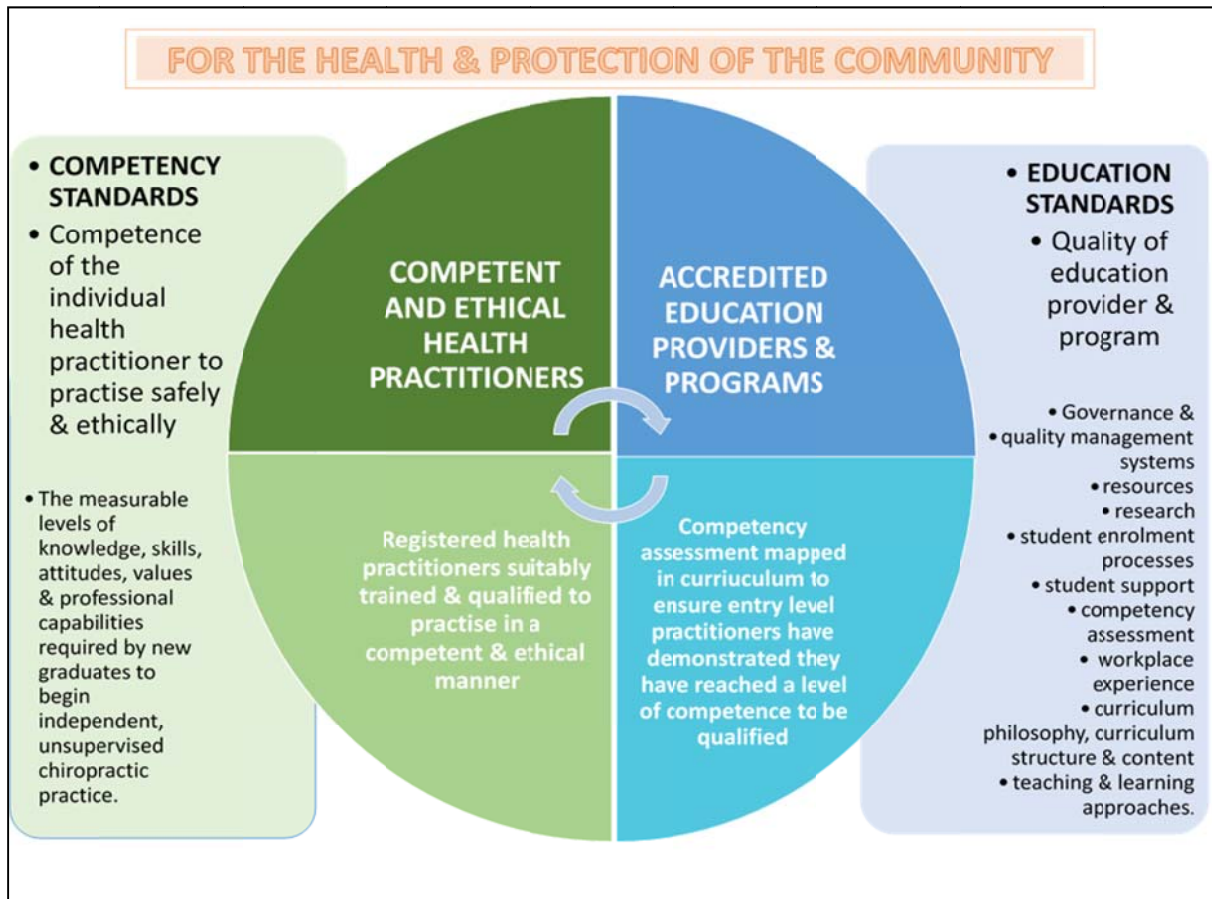 FOR THE HEALTH & PROTECTION OF THE COMMUNITY
• COMPETENCY
STANDARDS
• Competence
of the
individual
health
practitioner to
practise safely
& ethically
• The measurable
levels of
knowledge, skills,
attitudes, values
& professional
capabilities
required by new
graduates to
begin
independent,
unsupervised
chiropractic
practice.
COMPETENT
AND ETHICAL
HEALTH
PRACTITIONERS
ACCREDITED
EDUCATION
PROVIDERS &
PROGRAMS
Registered health
practitioners suitably
trained & qualified to
practise in a
competent & ethical
manner
Competency
assessment mapped
in curriuculum to
ensure entry level
practitioners have
demonstrated they
have reached a level
of competence to be
qualified
• EDUCATION
STANDARDS
• Quality of
education
provider &
program
• Governance &
• quality management
systems
• resources
• research
• student enrolment
processes
• student support
• competency
assessment
• workplace
experience
• curriculum
philosophy, curriculum
structure & content
• teaching & learning
approaches.